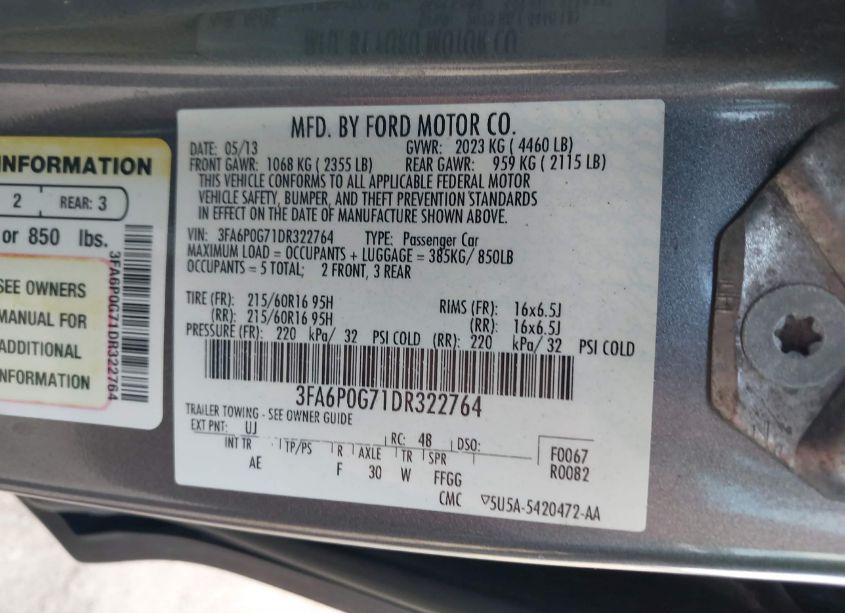 MFD. BY FORD MOTOR CO.
DATE: 05/13 GVWR: 2023 KG ( 4460 LB)
FRONT GAWR: 1068 KG ( 2355 LB) REAR GAWR: 959 KG ( 2115 LB)
THIS VEHICLE CONFORMS TO ALL APPLICABLE FEDERAL MOTOR
VEHICLE SAFETY, BUMPER, AND THEFT PREVENTION STANDARDS
IN EFFECT ON THE DATE OF MANUFACTURE SHOWN ABOVE.
VIN: 3FA6P0G71DR322764 TYPE: Passenger Car
MAXIMUM LOAD = OCCUPANTS + LUGGAGE = 385KG/ 850LB
OCCUPANTS = 5 TOTAL; 2 FRONT, 3 REAR
TIRE (FR): 215/60R16 95H RIMS (FR): 16x6.5J
(RR): 215/60R16 95H (RR): 16x6.5J
PRESSURE (FR): 220 kPa/ 32 PSI COLD (RR): 220 kPa/ 32 PSI COLD
3FA6P0G71DR322764
TRAILER TOWING - SEE OWNER GUIDE
EXT PNT: UJ RC: 48 DSO:
INT TR TP/PS R AXLE TR SPR F0067
AE F 30 W FFGG R0082
CMC ▽5U5A-5420472-AA
INFORMATION
2 REAR: 3
or 850 lbs.
SEE OWNERS
MANUAL FOR
ADDITIONAL
INFORMATION
3FA6P0G71DR322764